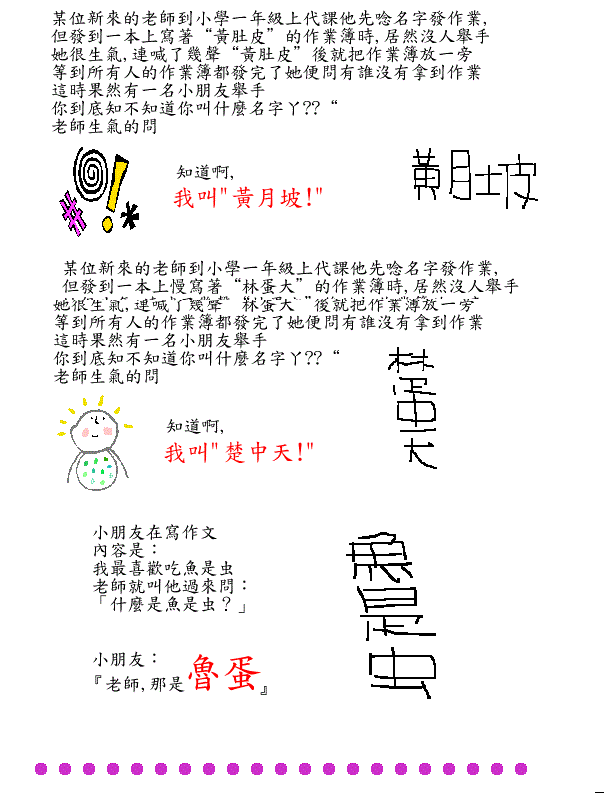 某位新來的老師到小學一年級上代課他先唸名字發作業,
但發到一本上寫著“黃肚皮”的作業簿時,居然沒人舉手
她很生氣,連喊了幾聲“黃肚皮”後就把作業簿放一旁
等到所有人的作業簿都發完了她便問有誰沒有拿到作業
這時果然有一名小朋友舉手
你到底知不知道你叫什麼名字丫??“
老師生氣的問
知道啊,
我叫"黃月坡!"
黃月土皮
某位新來的老師到小學一年級上代課他先唸名字發作業,
但發到一本上慢寫著“林蛋大”的作業簿時,居然沒人舉手
她很生氣,連喊了幾聲“林蛋大”後就把作業簿放一旁
等到所有人的作業簿都發完了她便問有誰沒有拿到作業
這時果然有一名小朋友舉手
你到底知不知道你叫什麼名字丫??“
老師生氣的問
知道啊,
我叫"楚中天!"
林
蛋
大
小朋友在寫作文
內容是：
我最喜歡吃魚是虫
老師就叫他過來問：
「什麼是魚是虫？」
小朋友：
『老師,那是魯蛋』
魚
是
虫